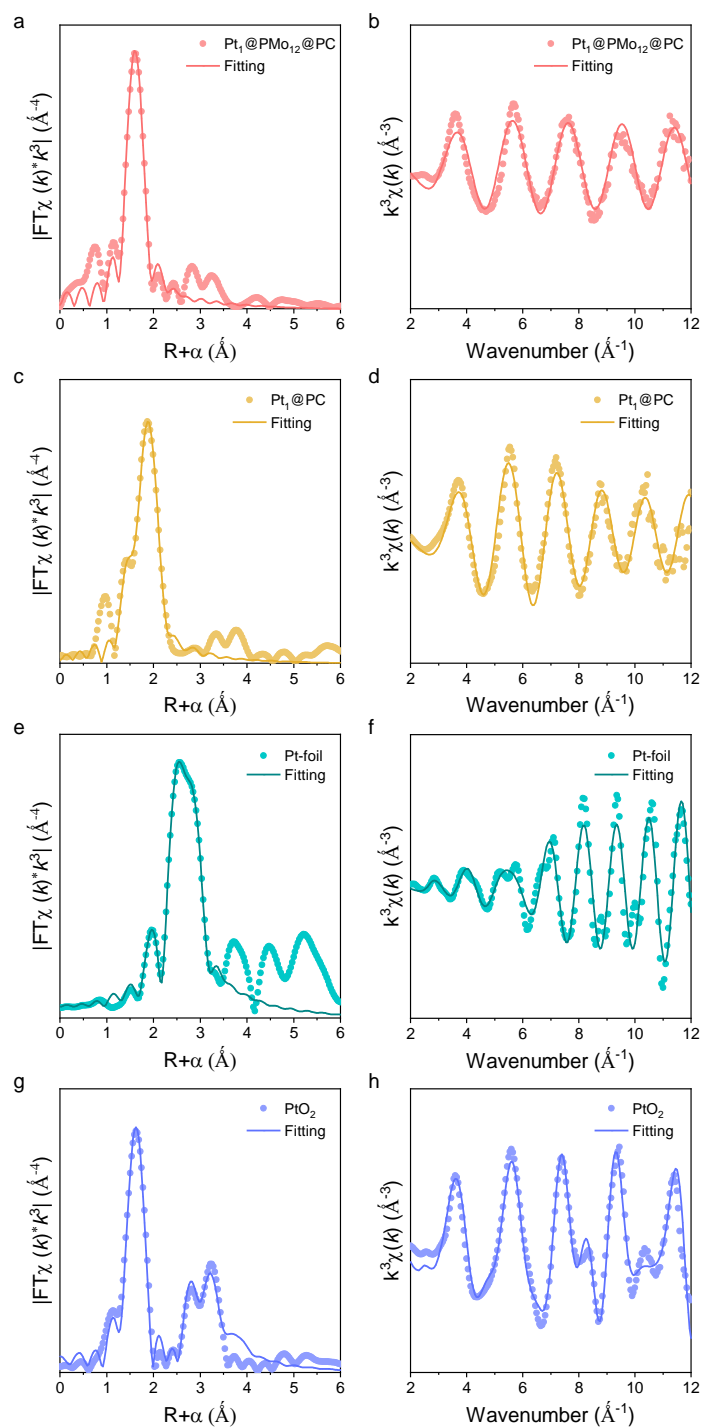 a
Pt₁@PMo₁₂@PC
Fitting
|FTχ (k)*k³| (Å⁻⁴)
0 1 2 3 4 5 6
R+α (Å)
b
Pt₁@PMo₁₂@PC
Fitting
k³χ(k) (Å⁻³)
2 4 6 8 10 12
Wavenumber (Å⁻¹)
c
Pt₁@PC
Fitting
|FTχ (k)*k³| (Å⁻⁴)
0 1 2 3 4 5 6
R+α (Å)
d
Pt₁@PC
Fitting
k³χ(k) (Å⁻³)
2 4 6 8 10 12
Wavenumber (Å⁻¹)
e
Pt-foil
Fitting
|FTχ (k)*k³| (Å⁻⁴)
0 1 2 3 4 5 6
R+α (Å)
f
Pt-foil
Fitting
k³χ(k) (Å⁻³)
2 4 6 8 10 12
Wavenumber (Å⁻¹)
g
PtO₂
Fitting
|FTχ (k)*k³| (Å⁻⁴)
0 1 2 3 4 5 6
R+α (Å)
h
PtO₂
Fitting
k³χ(k) (Å⁻³)
2 4 6 8 10 12
Wavenumber (Å⁻¹)